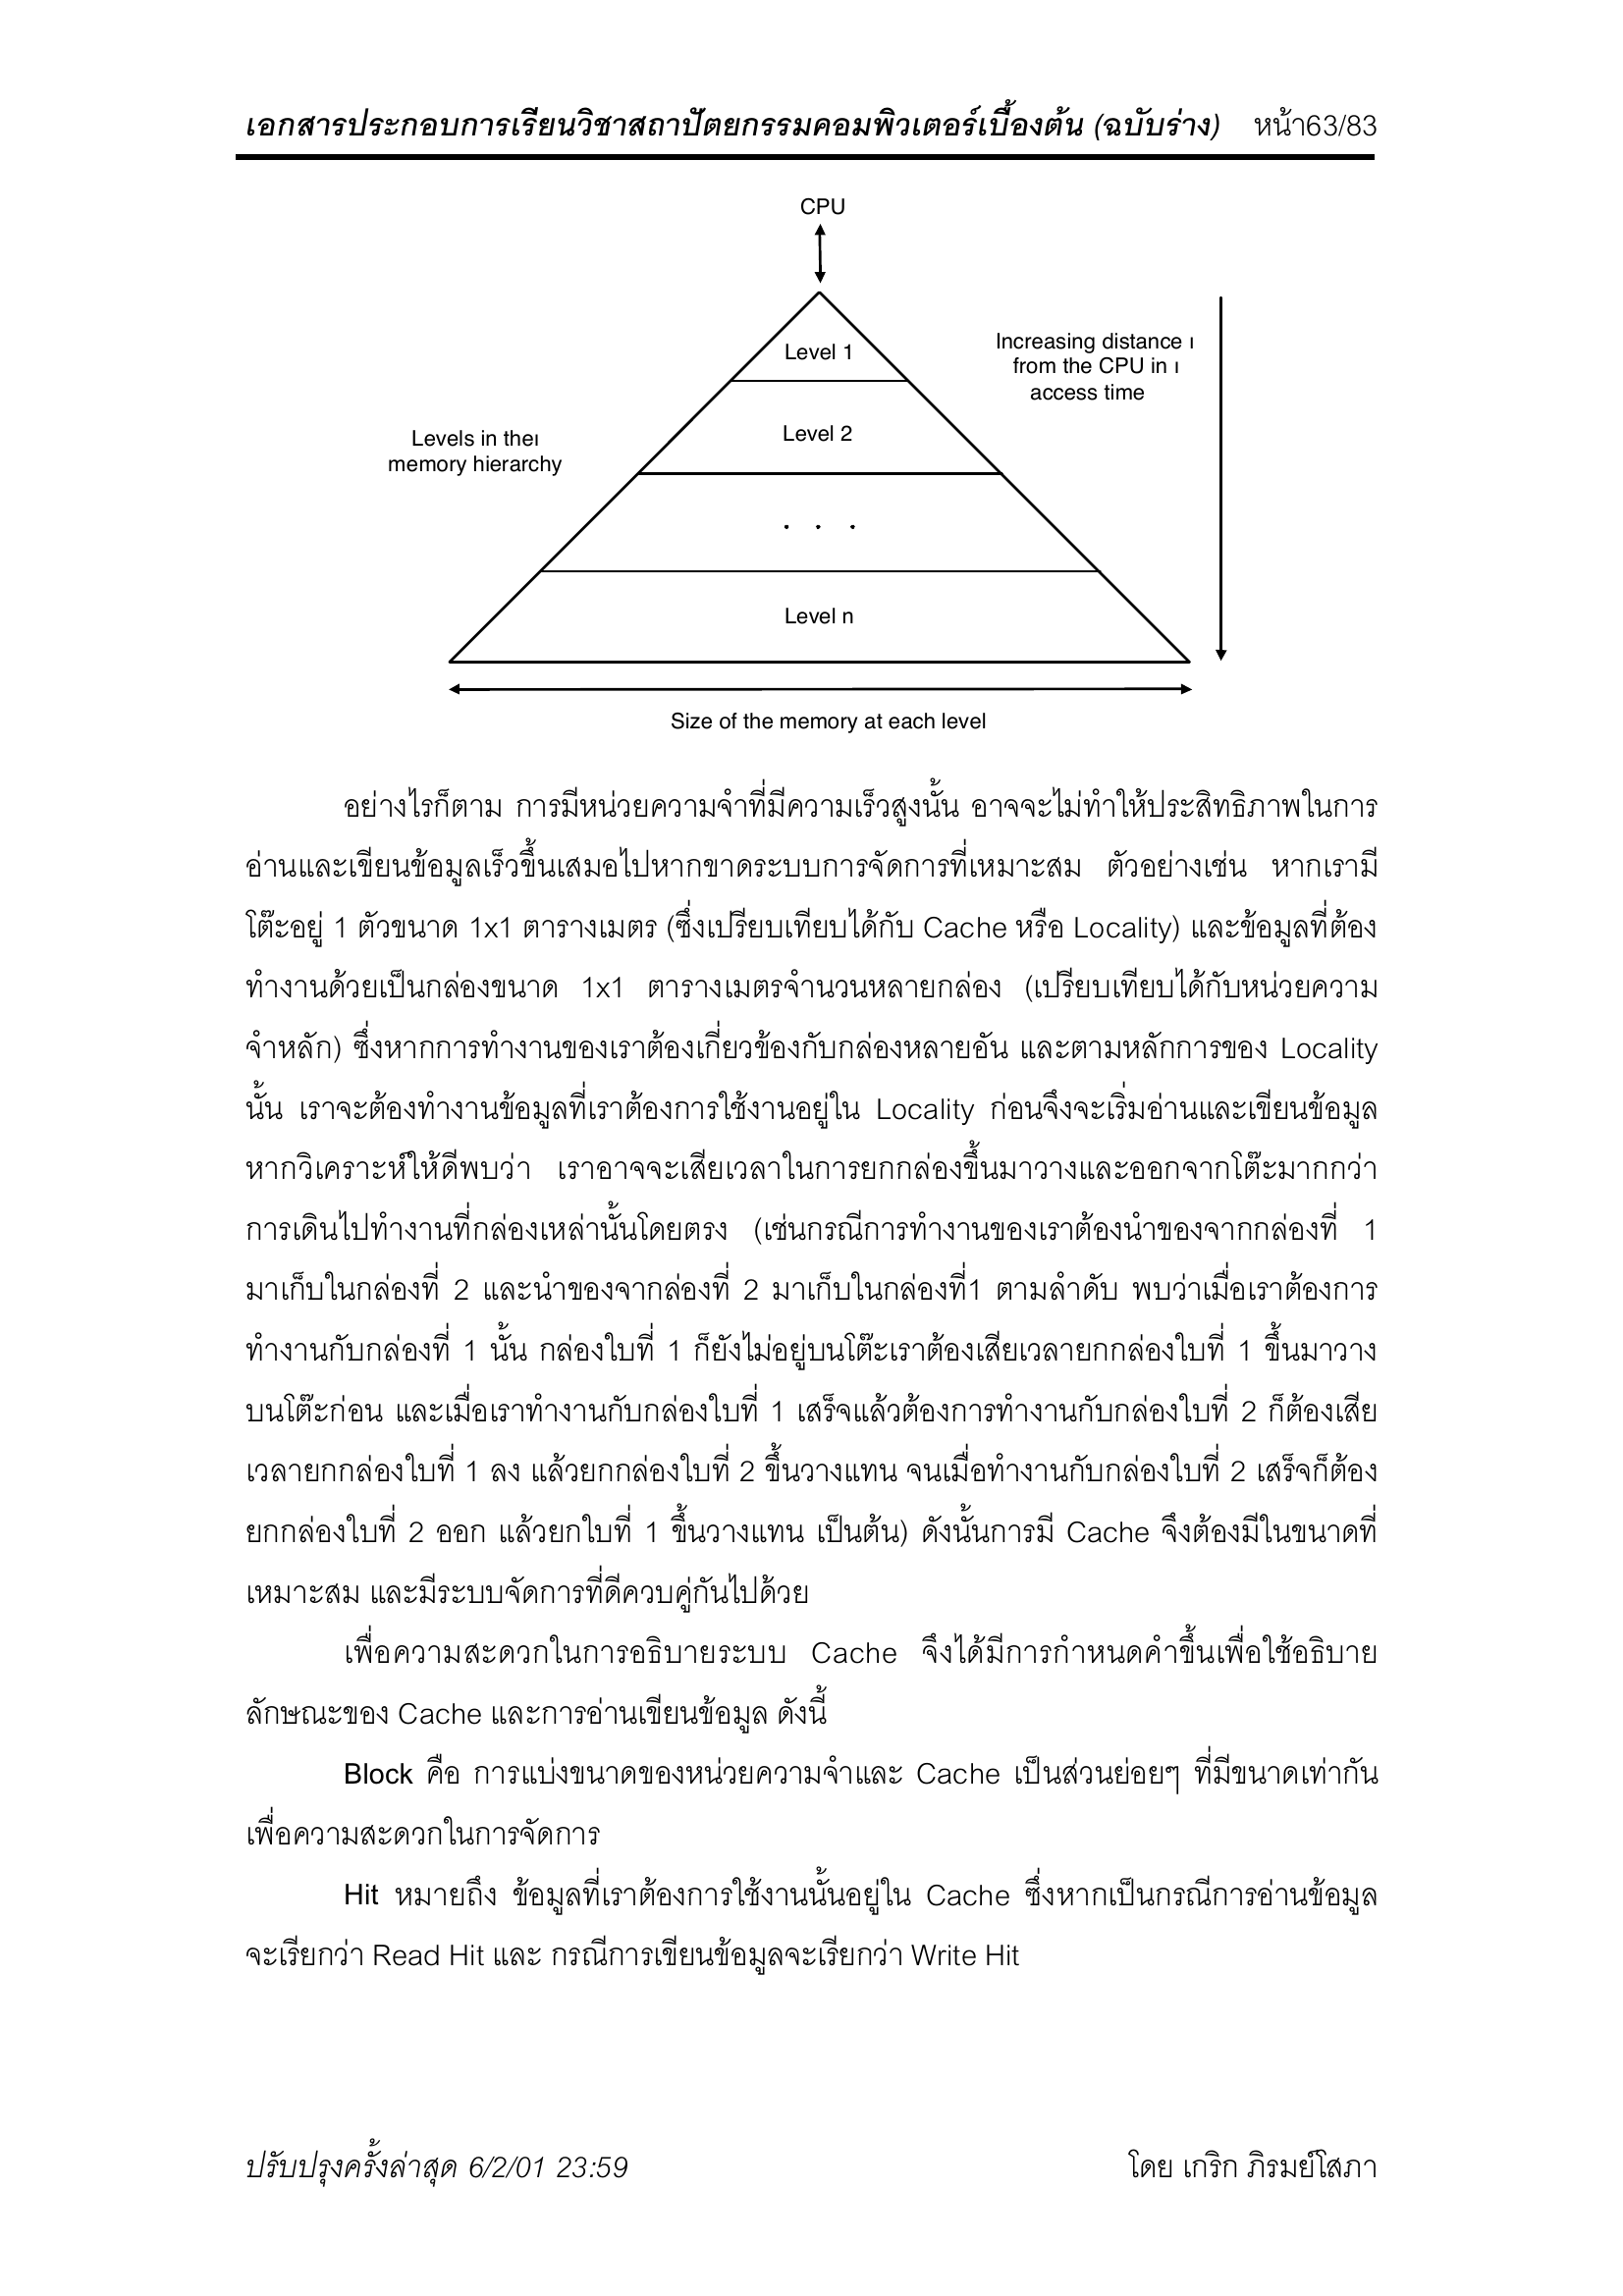 เอกสารประกอบการเรียนวิชาสถาปัตยกรรมคอมพิวเตอร์เบื้องต้น (ฉบับร่าง) หน้า63/83
CPU
Level 1
Increasing distance
from the CPU in
access time
Level 2
Levels in the
memory hierarchy
. . .
Level n
Size of the memory at each level
อย่างไรก็ตาม การมีหน่วยความจำที่มีความเร็วสูงนั้น อาจจะไม่ทำให้ประสิทธิภาพในการ
อ่านและเขียนข้อมูลเร็วขึ้นเสมอไปหากขาดระบบการจัดการที่เหมาะสม ตัวอย่างเช่น หากเรามี
โต๊ะอยู่ 1 ตัวขนาด 1x1 ตารางเมตร (ซึ่งเปรียบเทียบได้กับ Cache หรือ Locality) และข้อมูลที่ต้อง
ทำงานด้วยเป็นกล่องขนาด 1x1 ตารางเมตรจำนวนหลายกล่อง (เปรียบเทียบได้กับหน่วยความ
จำหลัก) ซึ่งหากการทำงานของเราต้องเกี่ยวข้องกับกล่องหลายอัน และตามหลักการของ Locality
นั้น เราจะต้องทำงานข้อมูลที่เราต้องการใช้งานอยู่ใน Locality ก่อนจึงจะเริ่มอ่านและเขียนข้อมูล
หากวิเคราะห์ให้ดีพบว่า เราอาจจะเสียเวลาในการยกกล่องขึ้นมาวางและออกจากโต๊ะมากกว่า
การเดินไปทำงานที่กล่องเหล่านั้นโดยตรง (เช่นกรณีการทำงานของเราต้องนำของจากกล่องที่ 1
มาเก็บในกล่องที่ 2 และนำของจากล่องที่ 2 มาเก็บในกล่องที่1 ตามลำดับ พบว่าเมื่อเราต้องการ
ทำงานกับกล่องที่ 1 นั้น กล่องใบที่ 1 ก็ยังไม่อยู่บนโต๊ะเราต้องเสียเวลายกกล่องใบที่ 1 ขึ้นมาวาง
บนโต๊ะก่อน และเมื่อเราทำงานกับกล่องใบที่ 1 เสร็จแล้วต้องการทำงานกับกล่องใบที่ 2 ก็ต้องเสีย
เวลายกกล่องใบที่ 1 ลง แล้วยกกล่องใบที่ 2 ขึ้นวางแทน จนเมื่อทำงานกับกล่องใบที่ 2 เสร็จก็ต้อง
ยกกล่องใบที่ 2 ออก แล้วยกใบที่ 1 ขึ้นวางแทน เป็นต้น) ดังนั้นการมี Cache จึงต้องมีในขนาดที่
เหมาะสม และมีระบบจัดการที่ดีควบคู่กันไปด้วย
เพื่อความสะดวกในการอธิบายระบบ Cache จึงได้มีการกำหนดคำขึ้นเพื่อใช้อธิบาย
ลักษณะของ Cache และการอ่านเขียนข้อมูล ดังนี้
Block คือ การแบ่งขนาดของหน่วยความจำและ Cache เป็นส่วนย่อยๆ ที่มีขนาดเท่ากัน
เพื่อความสะดวกในการจัดการ
Hit หมายถึง ข้อมูลที่เราต้องการใช้งานนั้นอยู่ใน Cache ซึ่งหากเป็นกรณีการอ่านข้อมูล
จะเรียกว่า Read Hit และ กรณีการเขียนข้อมูลจะเรียกว่า Write Hit
ปรับปรุงครั้งล่าสุด 6/2/01 23:59 โดย เกริก ภิรมย์โสภา